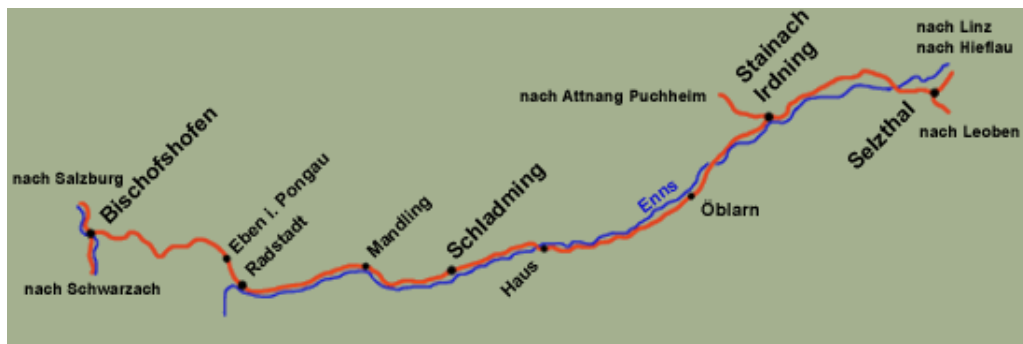 nach Salzburg
Bischofshofen
nach Schwarzach
Eben i. Pongau
Radstadt
Mandling
Schladming
Haus
Enns
Öblarn
nach Attnang Puchheim
Stainach
Irdning
Selzthal
nach Linz
nach Hieflau
nach Leoben